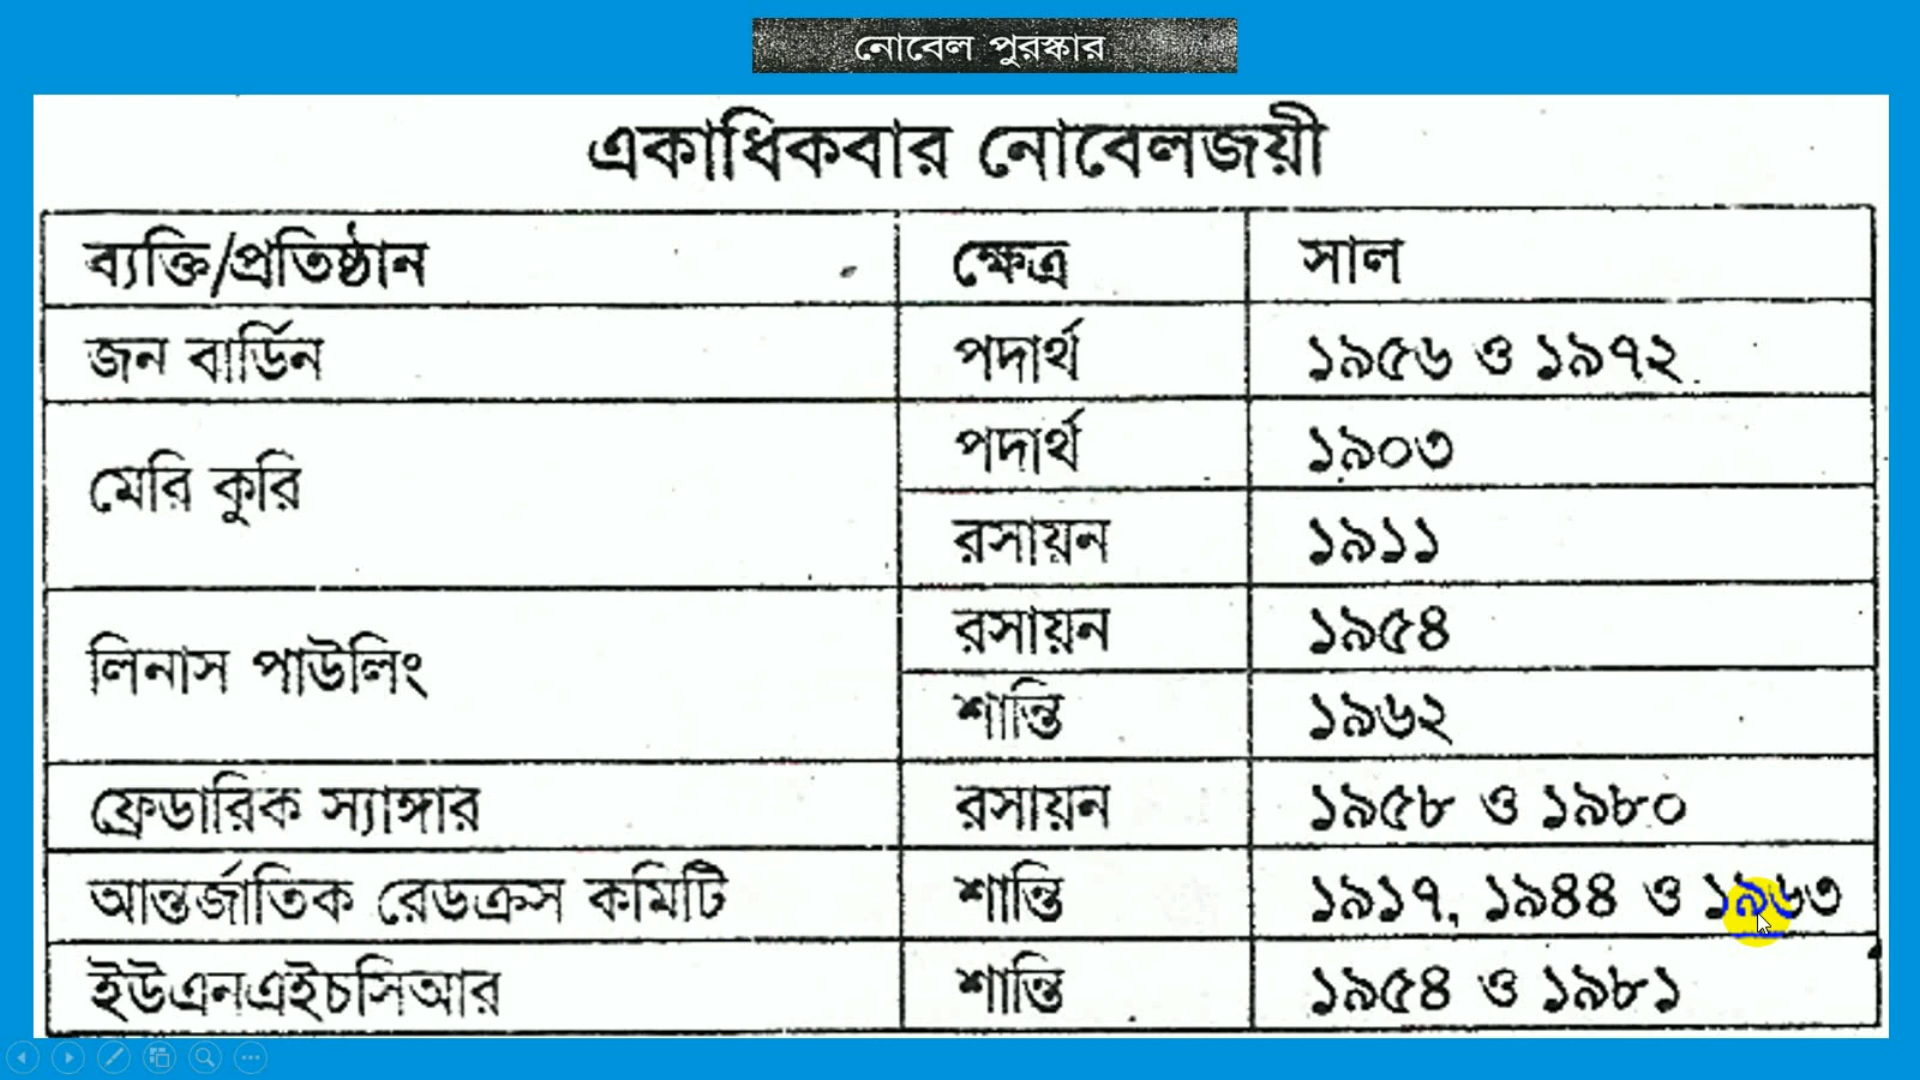 নোবেল পুরস্কার
একাধিকবার নোবেলজয়ী
ব্যক্তি/প্রতিষ্ঠান ক্ষেত্র সাল
জন বার্ডিন পদার্থ ১৯৫৬ ও ১৯৭২
মেরি কুরি পদার্থ ১৯০৩
রসায়ন ১৯১১
লিনাস পাউলিং রসায়ন ১৯৫৪
শান্তি ১৯৬২
ফ্রেডারিক স্যাঙ্গার রসায়ন ১৯৫৮ ও ১৯৮০
আন্তর্জাতিক রেডক্রস কমিটি শান্তি ১৯১৭, ১৯৪৪ ও ১৯৬৩
ইউএনএইচসিআর শান্তি ১৯৫৪ ও ১৯৮১